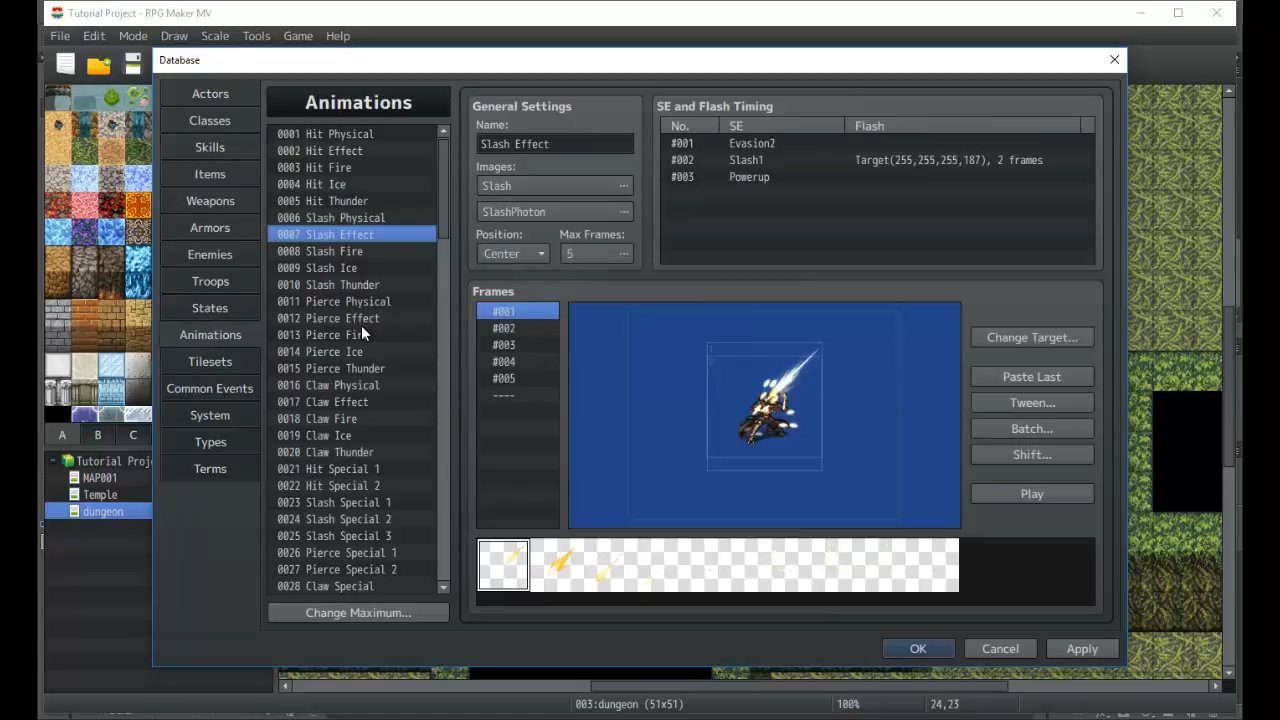 Tutorial Project - RPG Maker MV
File Edit Mode Draw Scale Tools Game Help
Database
Actors
Classes
Skills
Items
Weapons
Armors
Enemies
Troops
States
Animations
Tilesets
Common Events
System
Types
Terms
A B C
Tutorial Proj
MAP001
Temple
dungeon
Animations
0001 Hit Physical
0002 Hit Effect
0003 Hit Fire
0004 Hit Ice
0005 Hit Thunder
0006 Slash Physical
0007 Slash Effect
0008 Slash Fire
0009 Slash Ice
0010 Slash Thunder
0011 Pierce Physical
0012 Pierce Effect
0013 Pierce Fire
0014 Pierce Ice
0015 Pierce Thunder
0016 Claw Physical
0017 Claw Effect
0018 Claw Fire
0019 Claw Ice
0020 Claw Thunder
0021 Hit Special 1
0022 Hit Special 2
0023 Slash Special 1
0024 Slash Special 2
0025 Slash Special 3
0026 Pierce Special 1
0027 Pierce Special 2
0028 Claw Special
Change Maximum...
General Settings
Name:
Slash Effect
Images:
Slash ...
SlashPhoton ...
Position: Max Frames:
Center 5 ...
SE and Flash Timing
No. SE Flash
#001 Evasion2
#002 Slash1 Target(255,255,255,187), 2 frames
#003 Powerup
Frames
#001
#002
#003
#004
#005
----
1
Change Target...
Paste Last
Tween...
Batch...
Shift...
Play
OK Cancel Apply
003:dungeon (51x51) 100% 24,23